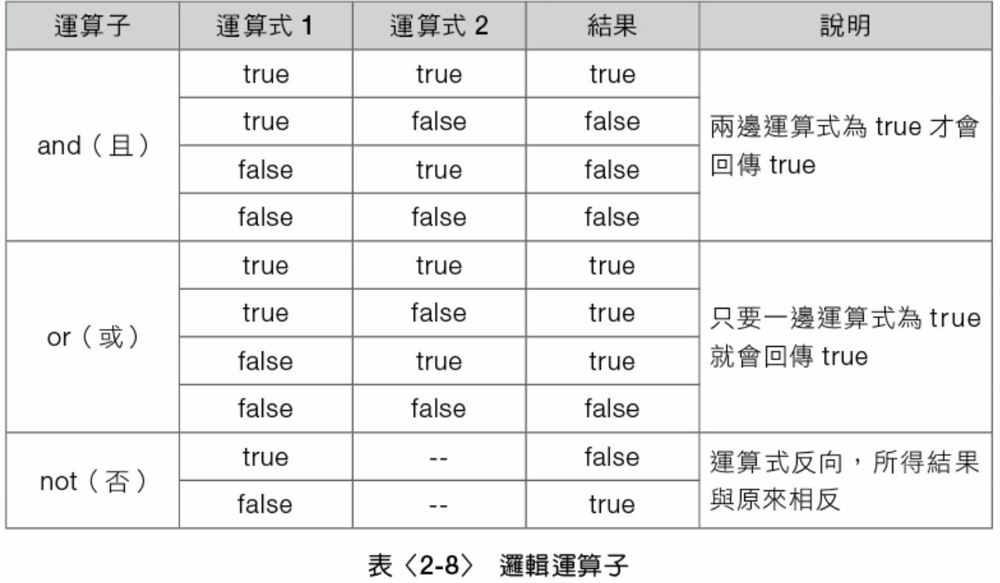 運算子 運算式 1 運算式 2 結果 說明
and（且） true true true 兩邊運算式為 true 才會
回傳 true
true false false
false true false
false false false
or（或） true true true 只要一邊運算式為 true
就會回傳 true
true false true
false true true
false false false
not（否） true -- false 運算式反向，所得結果
與原來相反
false -- true
表〈2-8〉 邏輯運算子